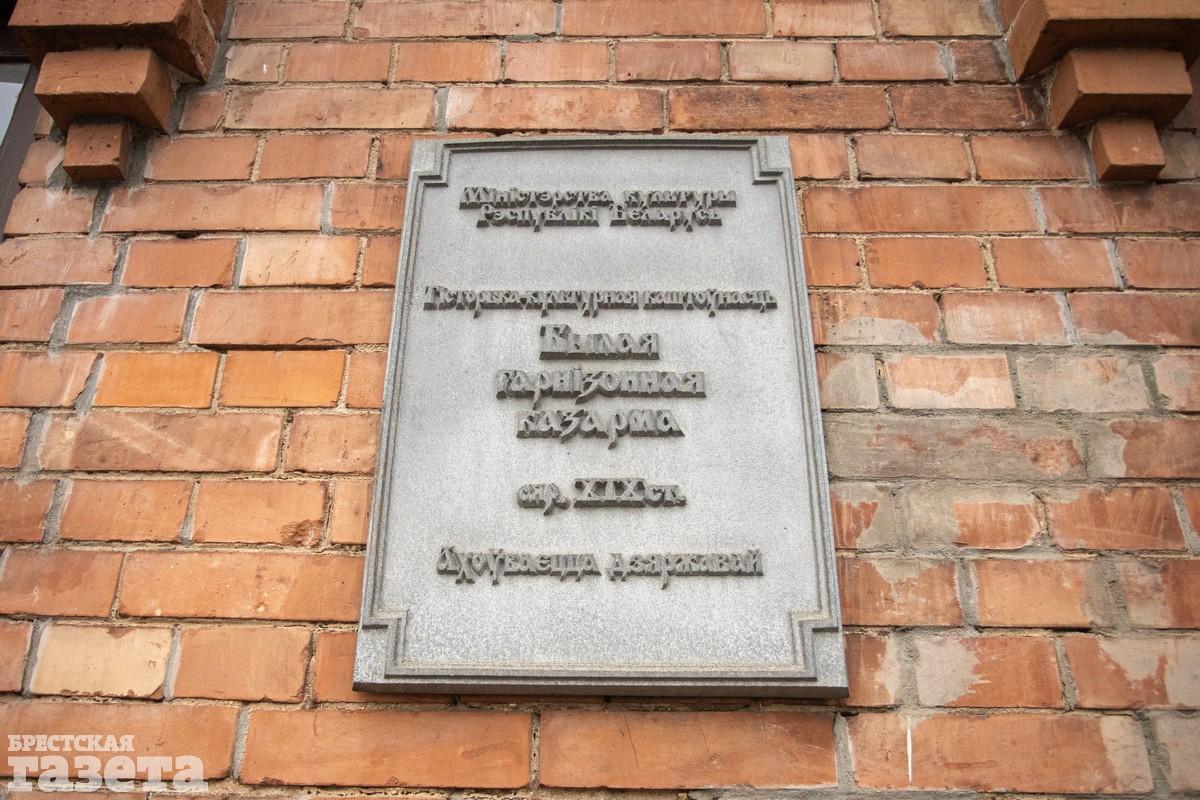 Міністэрства культуры
Рэспублікі Беларусь
Гісторыка-культурная каштоўнасць
Былая
гарнізонная
казарма
сяр. XIX ст.
Ахоўваецца дзяржавай
БРЕСТСКАЯ
газета